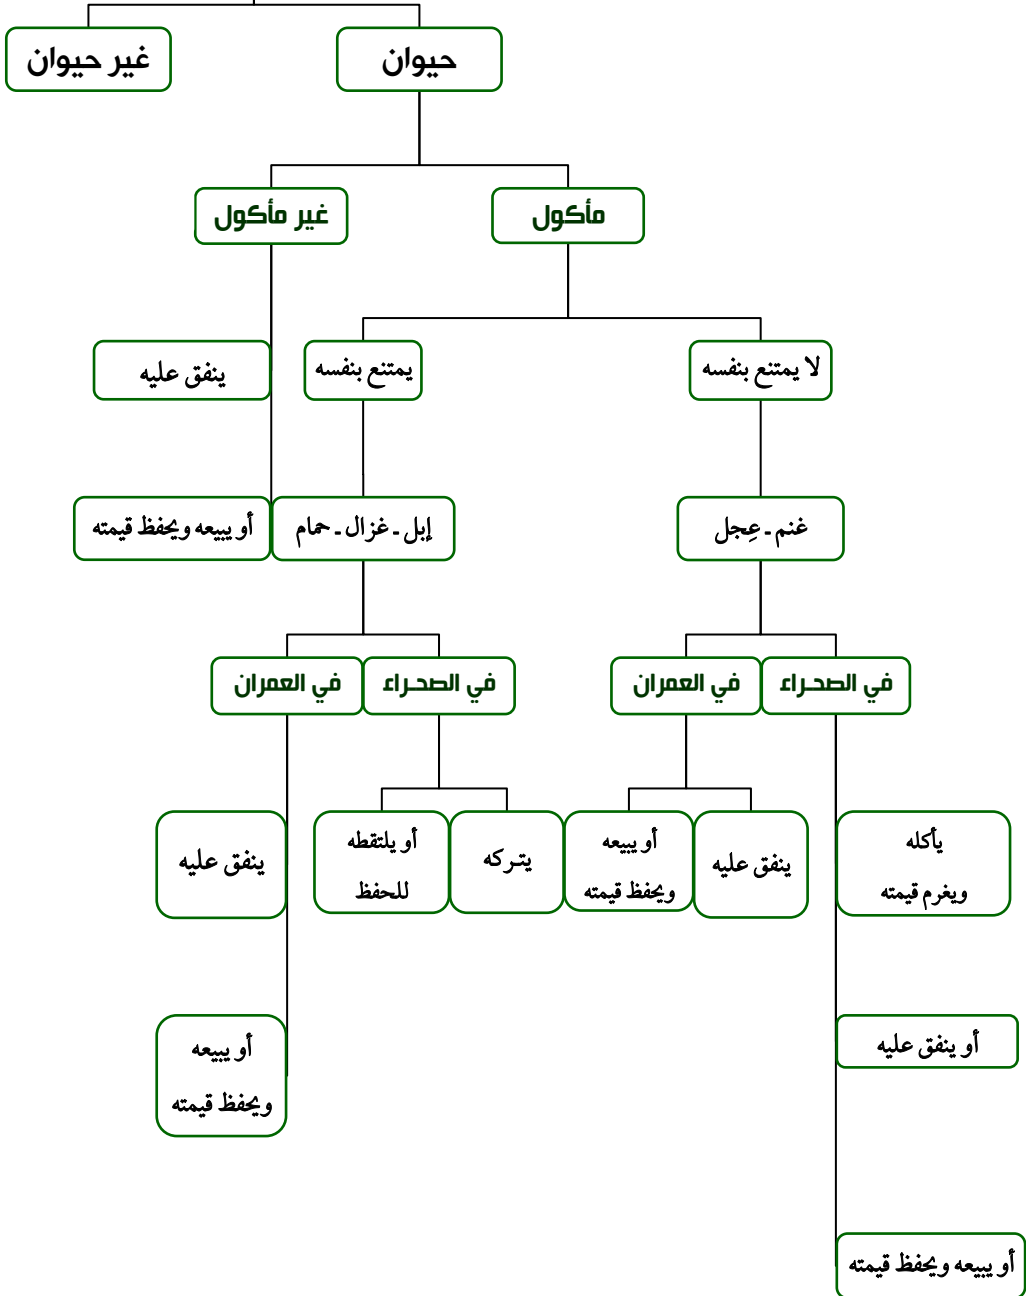 حيوان
غير حيوان
مأكول
غير مأكول
لا يمتنع بنفسه
يمتنع بنفسه
ينفق عليه
غنم ـ عِجل
إبل ـ غزال ـ حمام
أو يبيعه ويحفظ قيمته
في الصحراء
في العمران
في الصحراء
في العمران
يأكله
ويغرم قيمته
ينفق عليه
أو يبيعه
ويحفظ قيمته
يتركه
أو يلتقطه
للحفظ
ينفق عليه
أو ينفق عليه
أو يبيعه
ويحفظ قيمته
أو يبيعه ويحفظ قيمته